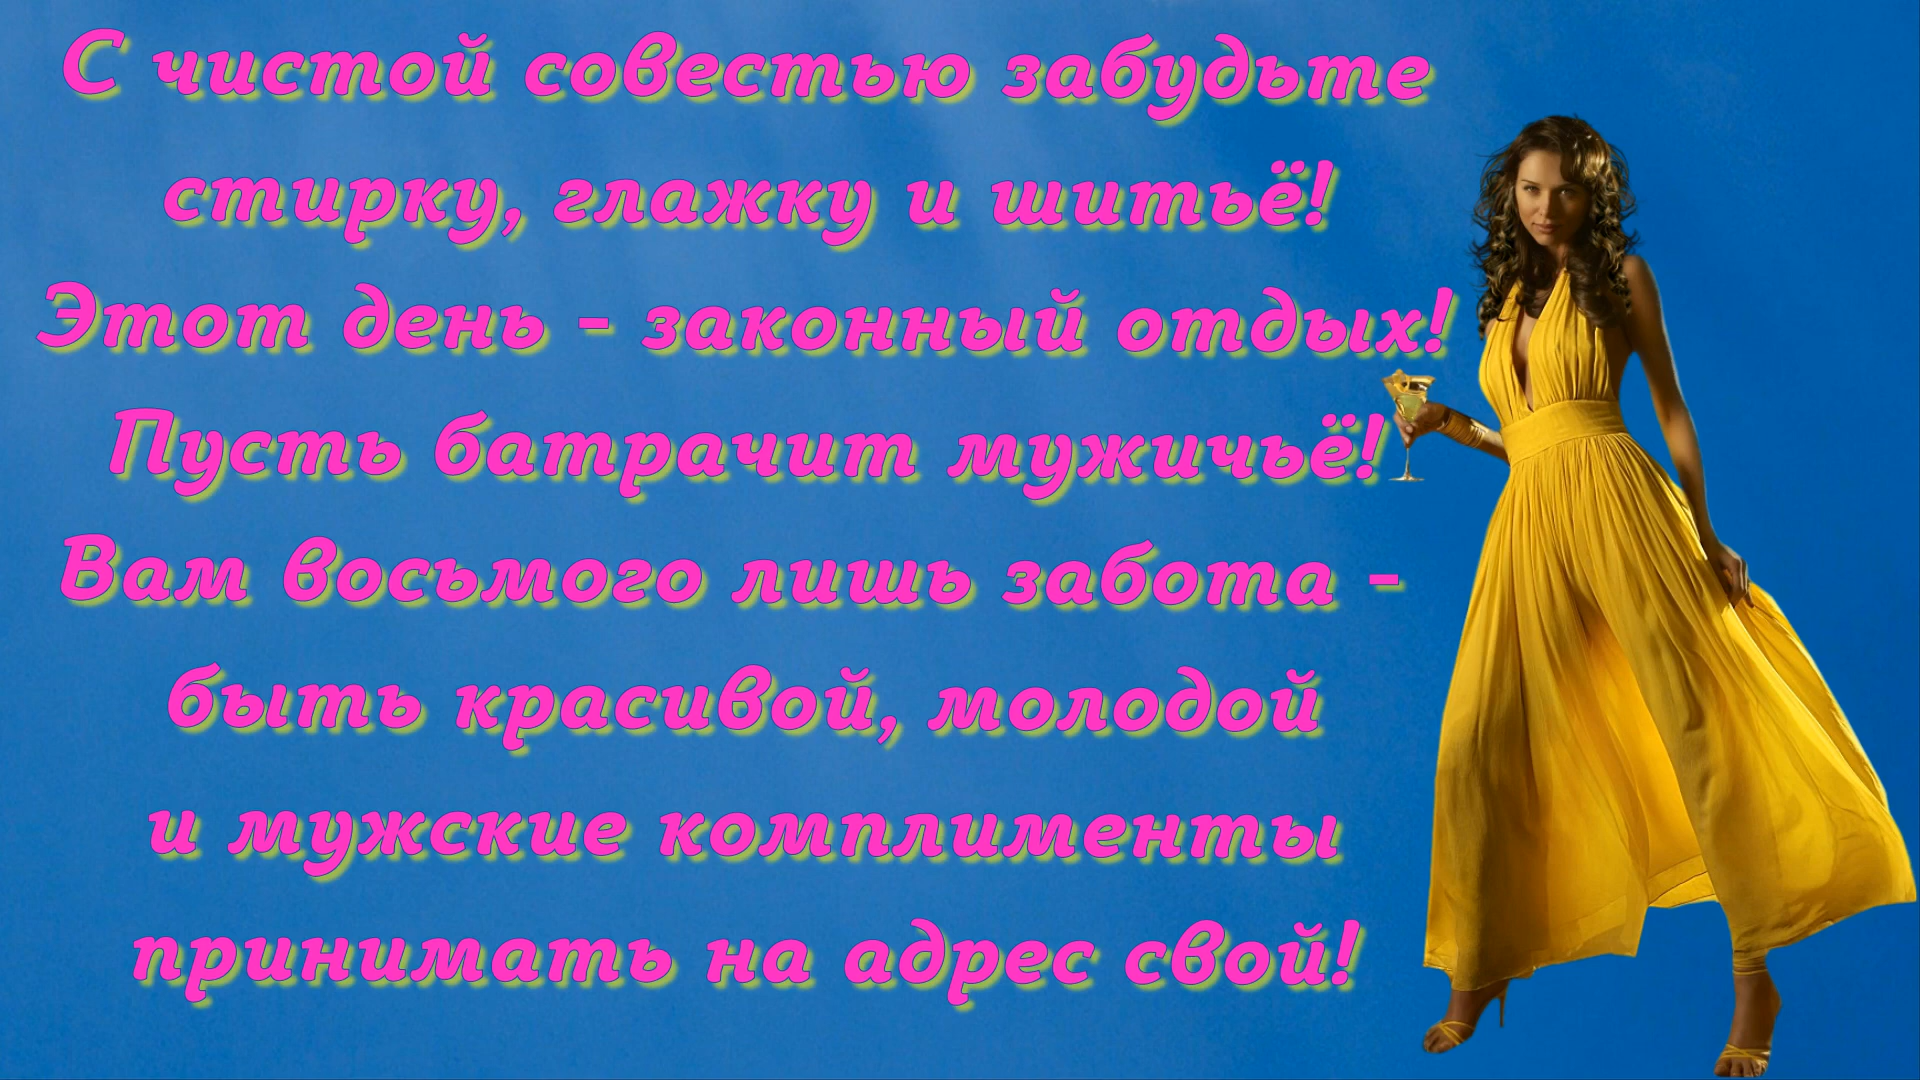 С чистой совестью забудьте
стирку, глажку и шитьё!
Этот день - законный отдых!
Пусть батрачит мужичьё!
Вам восьмого лишь забота -
быть красивой, молодой
и мужские комплименты
принимать на адрес свой!